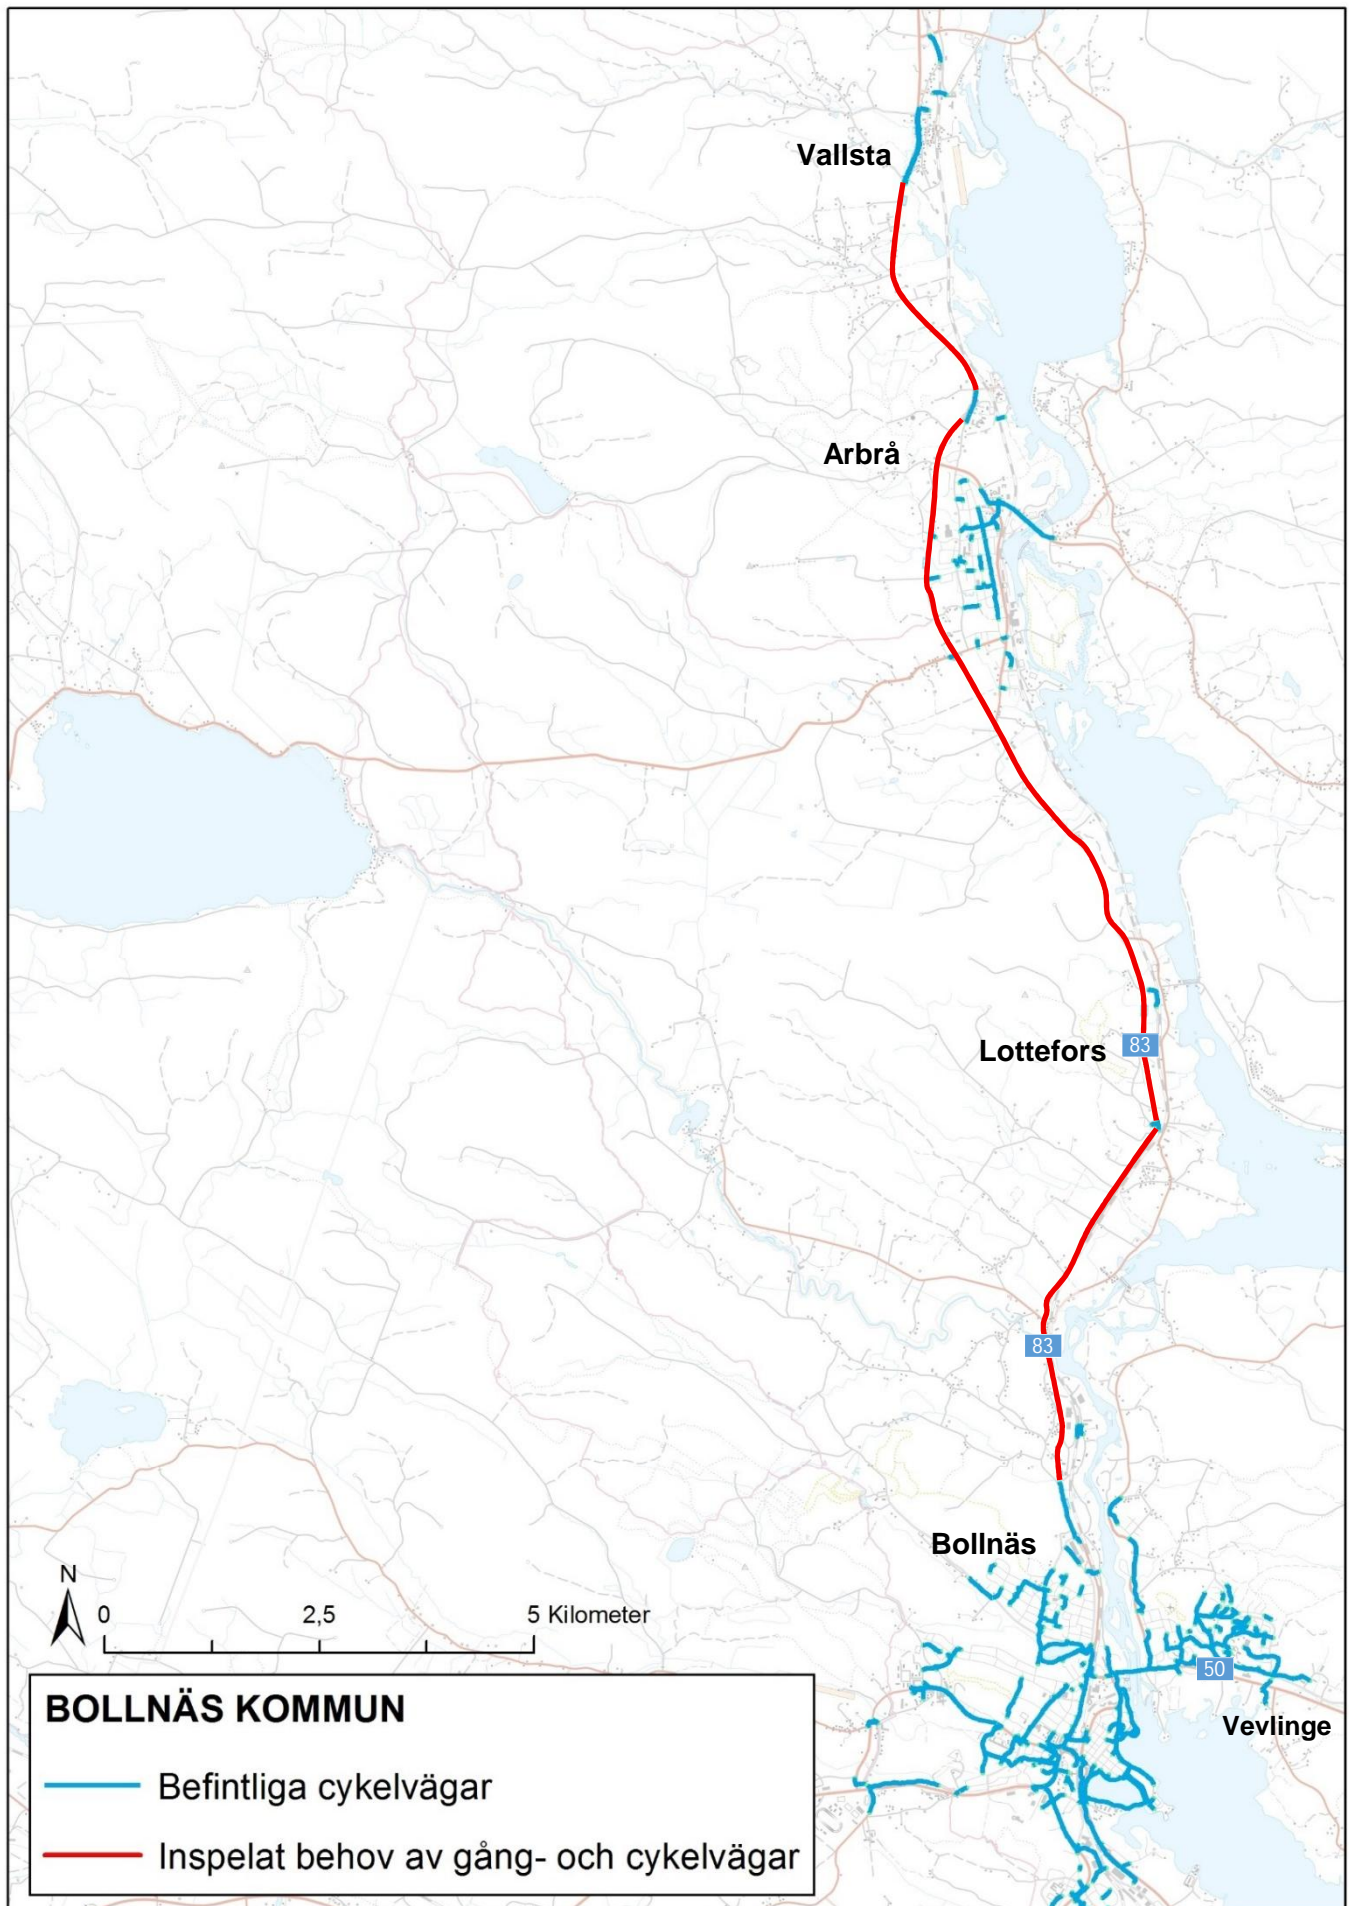 Vallsta
Arbrå
Lottefors
83
83
Bollnäs
N
0 2,5 5 Kilometer
50
Vevlinge
BOLLNÄS KOMMUN
Befintliga cykelvägar
Inspelat behov av gång- och cykelvägar